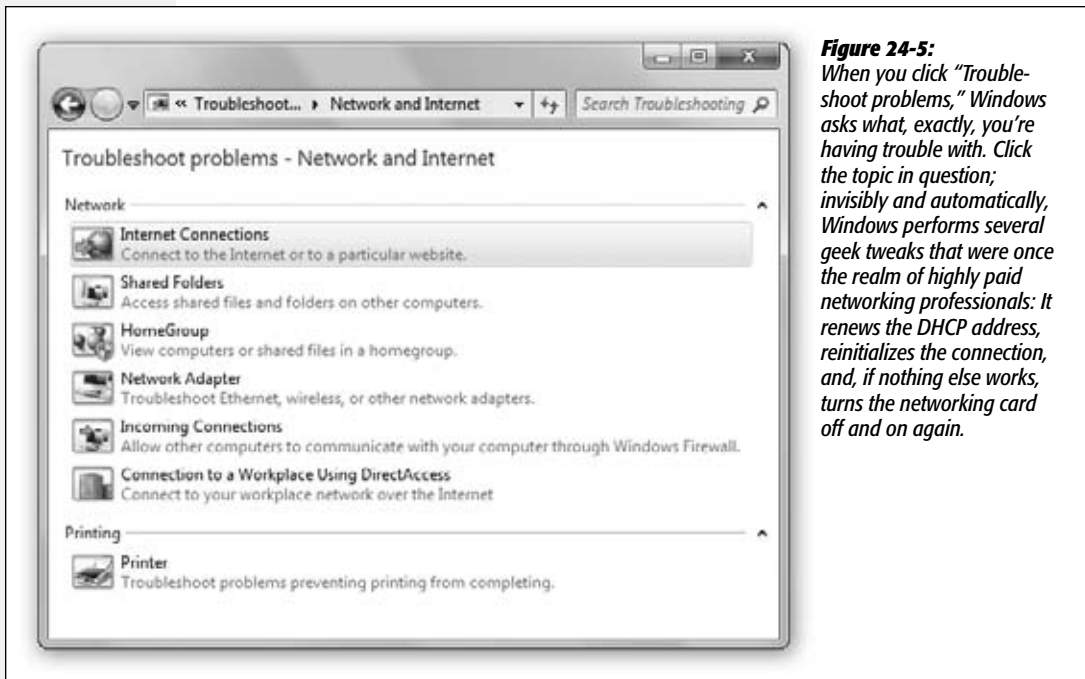 « Troubleshoot... ▸ Network and Internet
Search Troubleshooting
Troubleshoot problems - Network and Internet
Network
Internet Connections
Connect to the Internet or to a particular website.
Shared Folders
Access shared files and folders on other computers.
HomeGroup
View computers or shared files in a homegroup.
Network Adapter
Troubleshoot Ethernet, wireless, or other network adapters.
Incoming Connections
Allow other computers to communicate with your computer through Windows Firewall.
Connection to a Workplace Using DirectAccess
Connect to your workplace network over the Internet
Printing
Printer
Troubleshoot problems preventing printing from completing.
Figure 24-5:
When you click “Trouble-
shoot problems,” Windows
asks what, exactly, you’re
having trouble with. Click
the topic in question;
invisibly and automatically,
Windows performs several
geek tweaks that were once
the realm of highly paid
networking professionals: It
renews the DHCP address,
reinitializes the connection,
and, if nothing else works,
turns the networking card
off and on again.